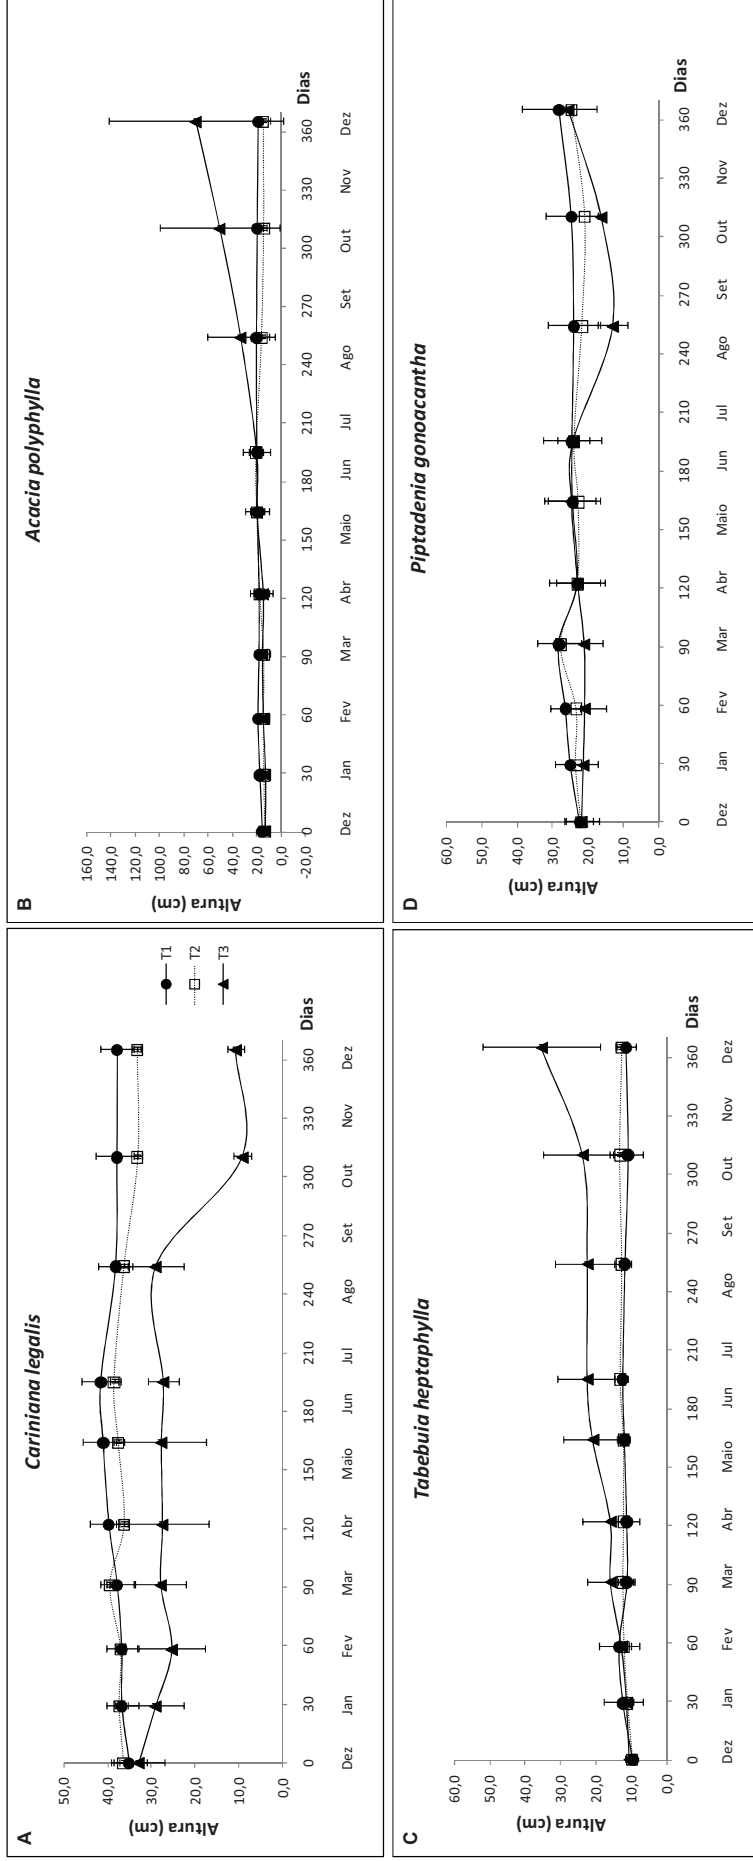 A
Cariniana legalis
Altura (cm)
50,0
40,0
30,0
20,0
10,0
0,0
0 30 60 90 120 150 180 210 240 270 300 330 360
Dias
Dez Jan Fev Mar Abr Maio Jun Jul Ago Set Out Nov Dez
T1
T2
T3
B
Acacia polyphylla
Altura (cm)
160,0
140,0
120,0
100,0
80,0
60,0
40,0
20,0
0,0
-20,0
0 30 60 90 120 150 180 210 240 270 300 330 360
Dias
Dez Jan Fev Mar Abr Maio Jun Jul Ago Set Out Nov Dez
C
Tabebuia heptaphylla
Altura (cm)
60,0
50,0
40,0
30,0
20,0
10,0
0,0
0 30 60 90 120 150 180 210 240 270 300 330 360
Dias
Dez Jan Fev Mar Abr Maio Jun Jul Ago Set Out Nov Dez
D
Piptadenia gonoacantha
Altura (cm)
60,0
50,0
40,0
30,0
20,0
10,0
0,0
0 30 60 90 120 150 180 210 240 270 300 330 360
Dias
Dez Jan Fev Mar Abr Maio Jun Jul Ago Set Out Nov Dez